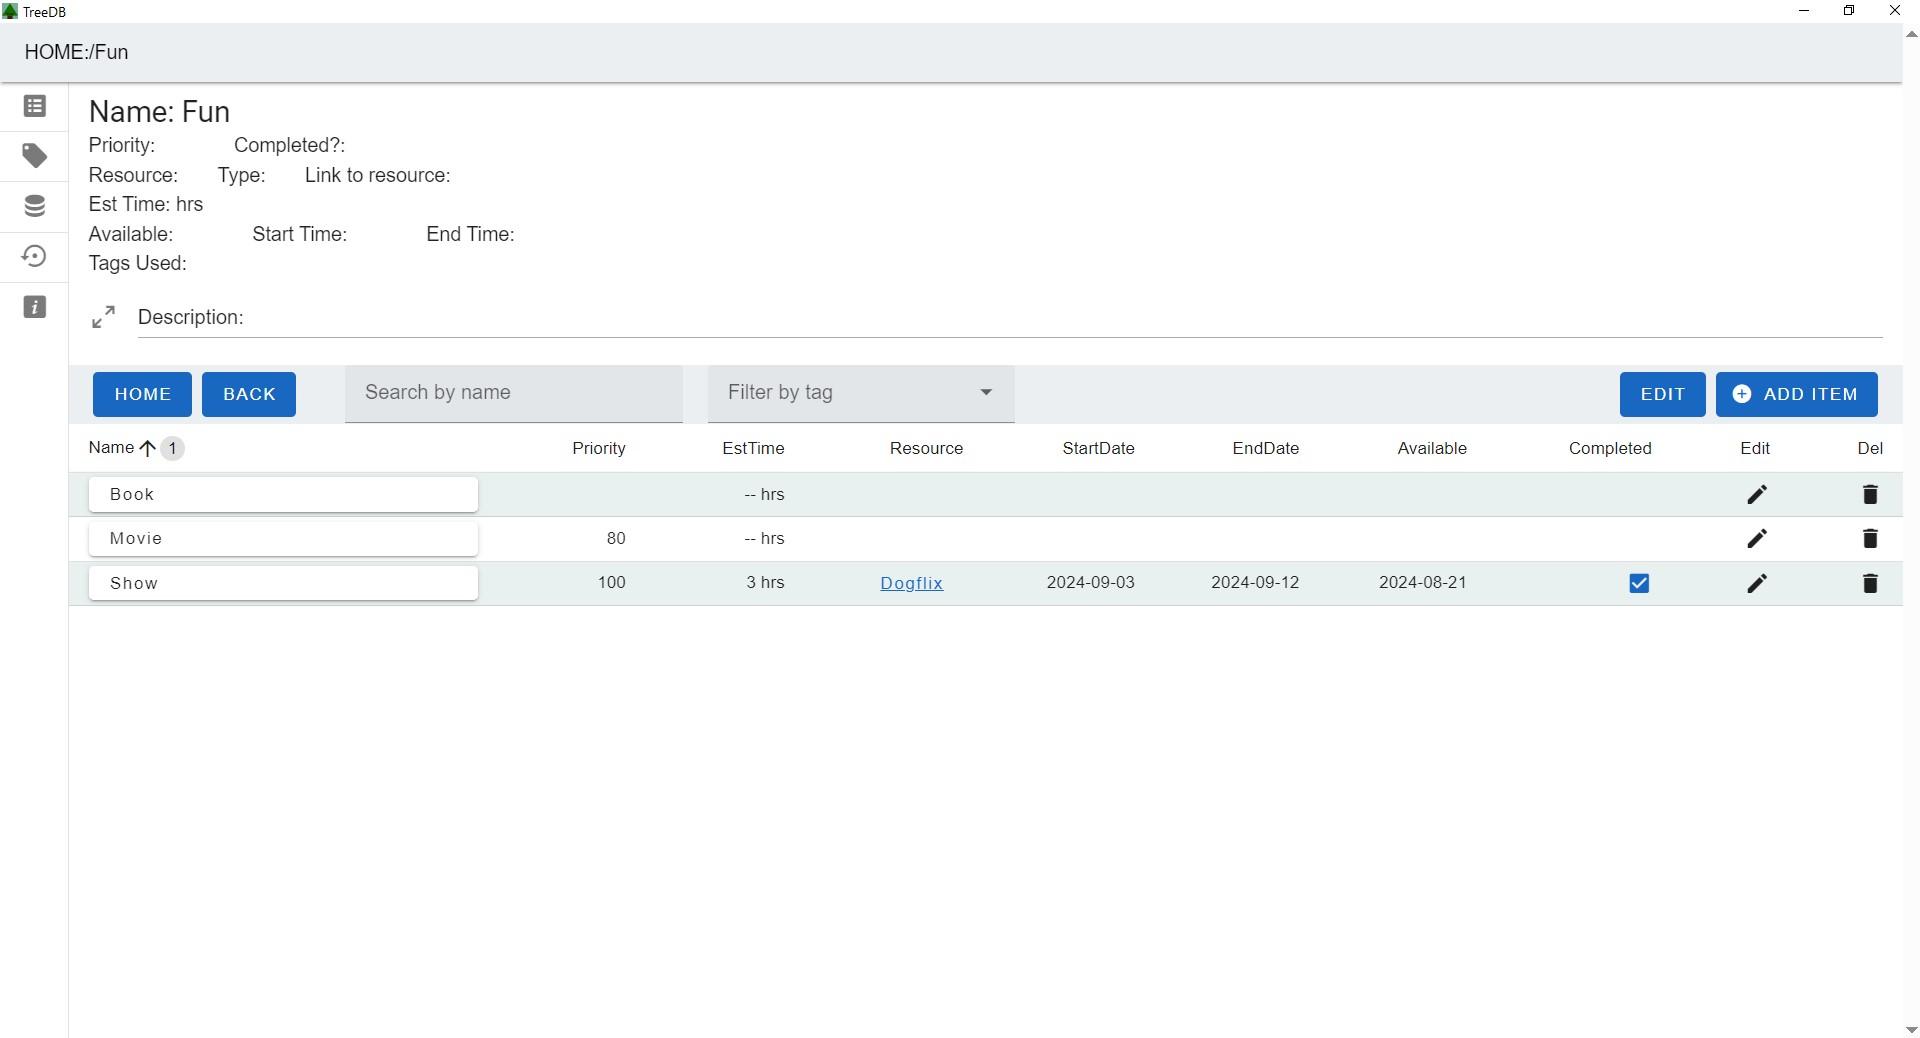 TreeDB
HOME:/Fun
Name: Fun
Priority: Completed?:
Resource: Type: Link to resource:
Est Time: hrs
Available: Start Time: End Time:
Tags Used:
Description:
HOME BACK Search by name Filter by tag EDIT ADD ITEM
Name 1 Priority EstTime Resource StartDate EndDate Available Completed Edit Del
Book -- hrs
Movie 80 -- hrs
Show 100 3 hrs Dogflix 2024-09-03 2024-09-12 2024-08-21